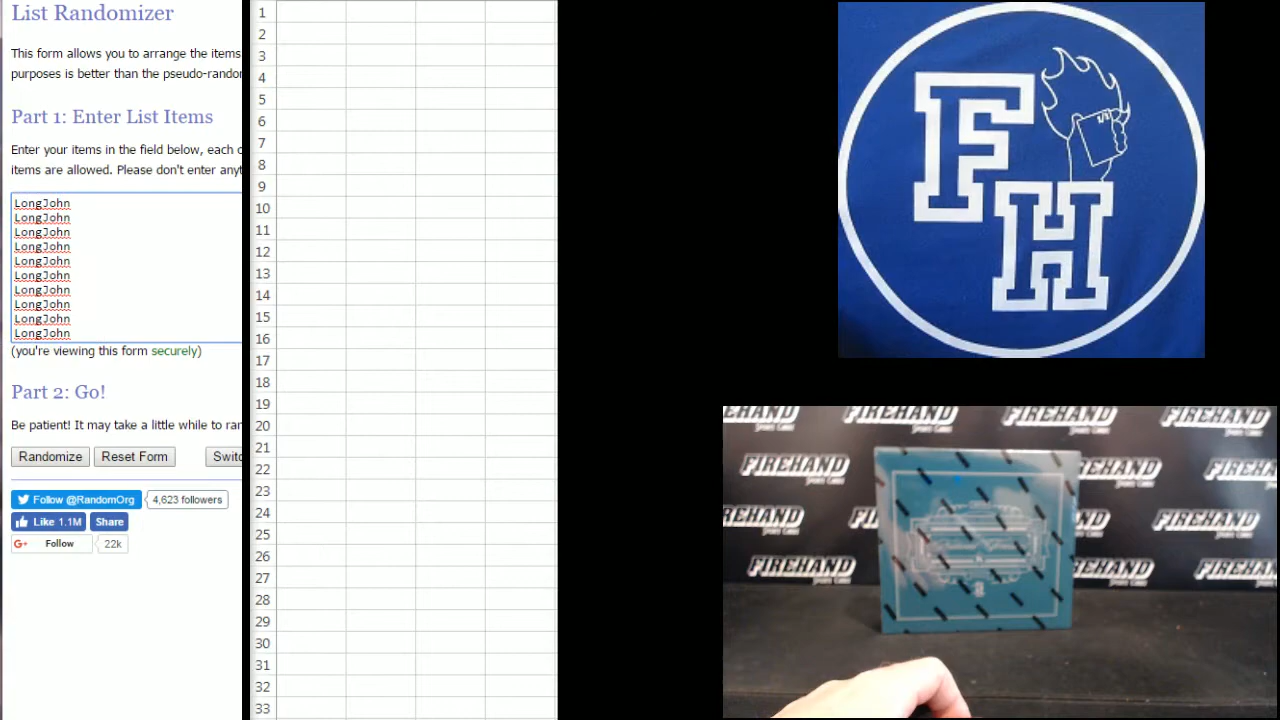 List Randomizer
This form allows you to arrange the items
purposes is better than the pseudo-randor
Part 1: Enter List Items
Enter your items in the field below, each
items are allowed. Please don't enter
LongJohn
LongJohn
LongJohn
LongJohn
LongJohn
LongJohn
LongJohn
LongJohn
LongJohn
LongJohn
(you're viewing this form securely)
Part 2: Go!
Be patient! It may take a little while to
Randomize Reset Form
Follow @RandomOrg 4,623 followers
Like 1.1M Share
G+ Follow 22k
1
2
3
4
5
6
7
8
9
10
11
12
13
14
15
16
17
18
19
20
21
22
23
24
25
26
27
28
29
30
31
32
33
F
H
FIREHAND
FIREHAND
FIREHAND
FIREHAND
FIREHAND
FIREHAND